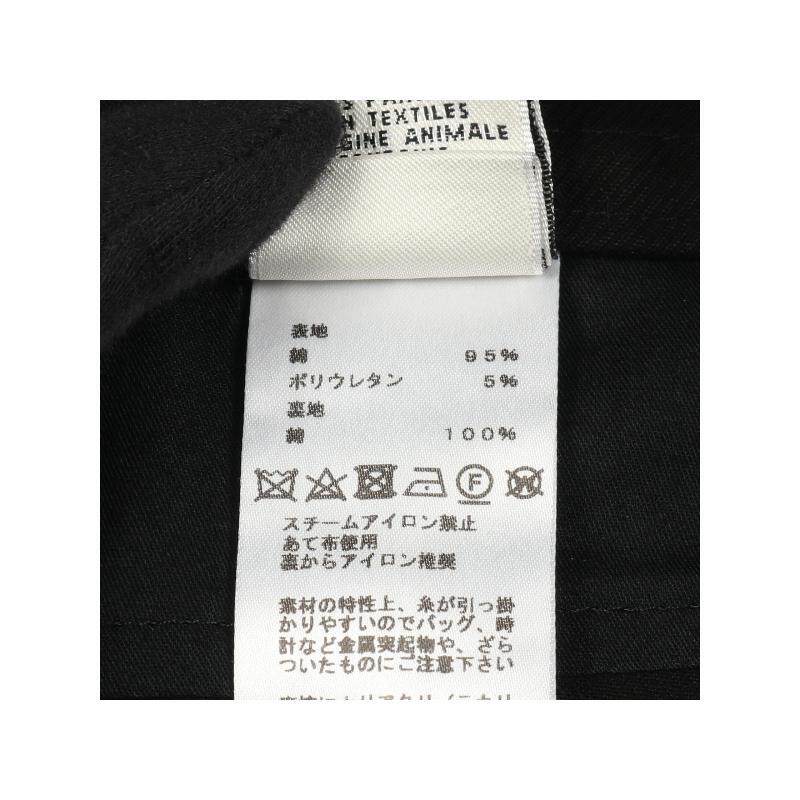 TEXTILES
GINE ANIMALE
表地
綿 95%
ポリウレタン 5%
裏地
綿 100%
F
W
スチームアイロン禁止
あて布使用
裏からアイロン推奨
素材の特性上、糸が引っ掛
かりやすいのでバッグ、時
計など金属突起物や、ざら
ついたものにご注意下さい